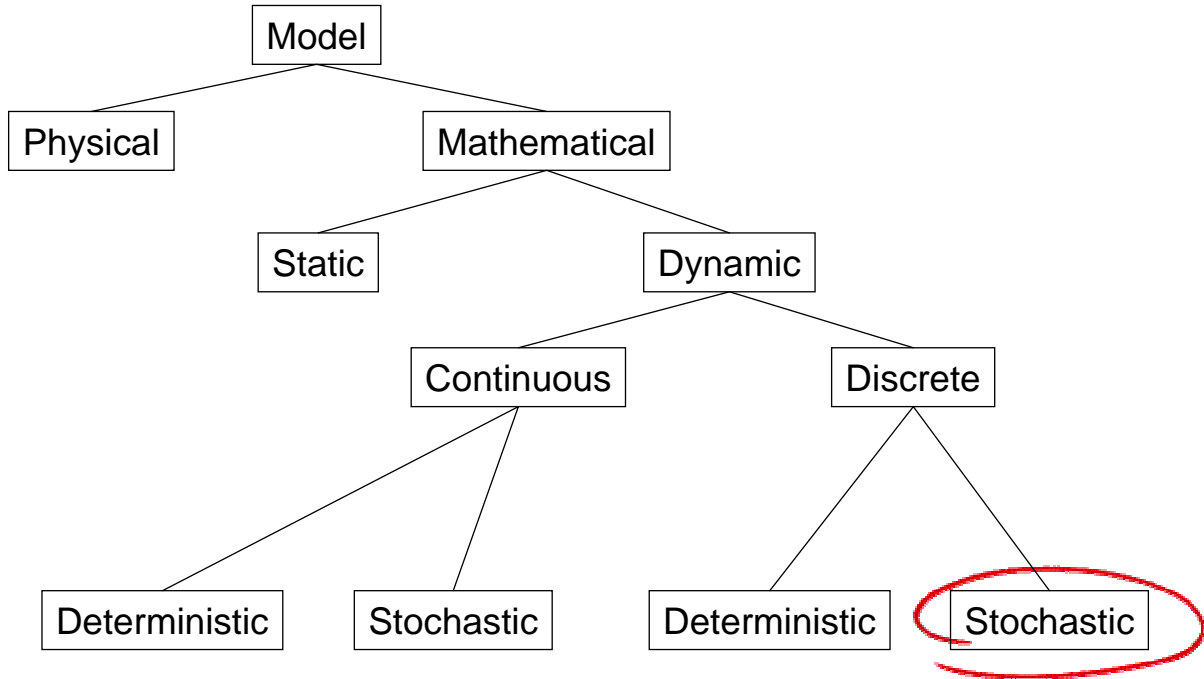 Model
Physical
Mathematical
Static
Dynamic
Continuous
Discrete
Deterministic
Stochastic
Deterministic
Stochastic